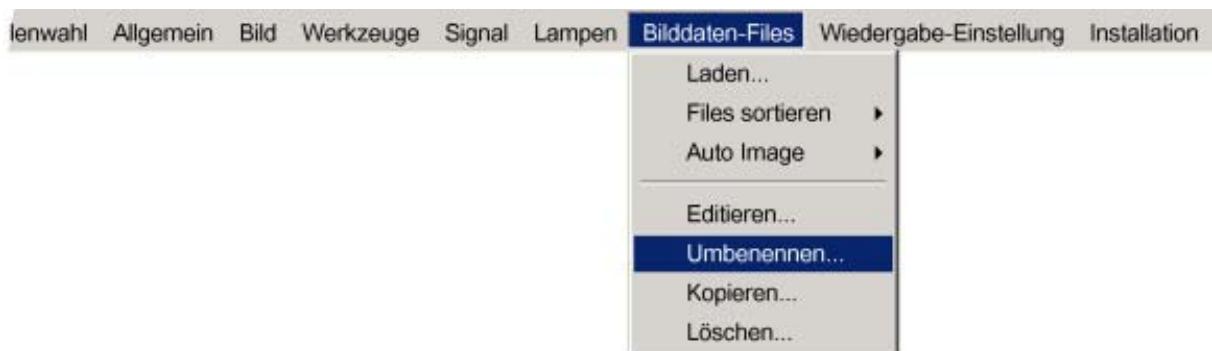 lenwahl Allgemein Bild Werkzeuge Signal Lampen Bilddaten-Files Wiedergabe-Einstellung Installation
Laden...
Files sortieren
Auto Image
Editieren...
Umbenennen...
Kopieren...
Löschen...